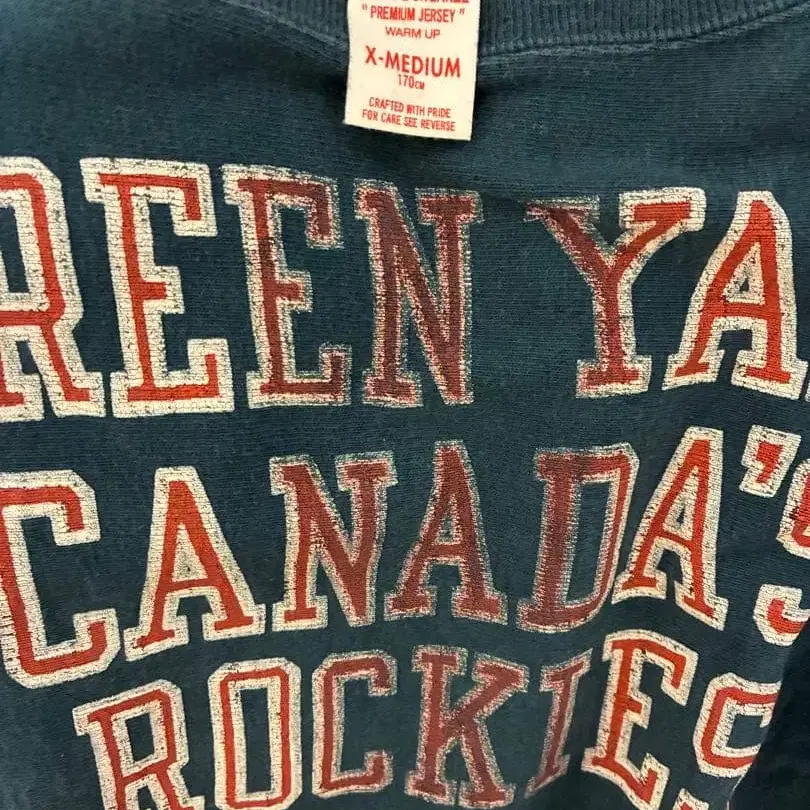 "PREMIUM JERSEY"
WARM UP
X-MEDIUM
170CM
CRAFTED WITH PRIDE
FOR CARE SEE REVERSE
REEN YA
CANADA'S
ROCKIES